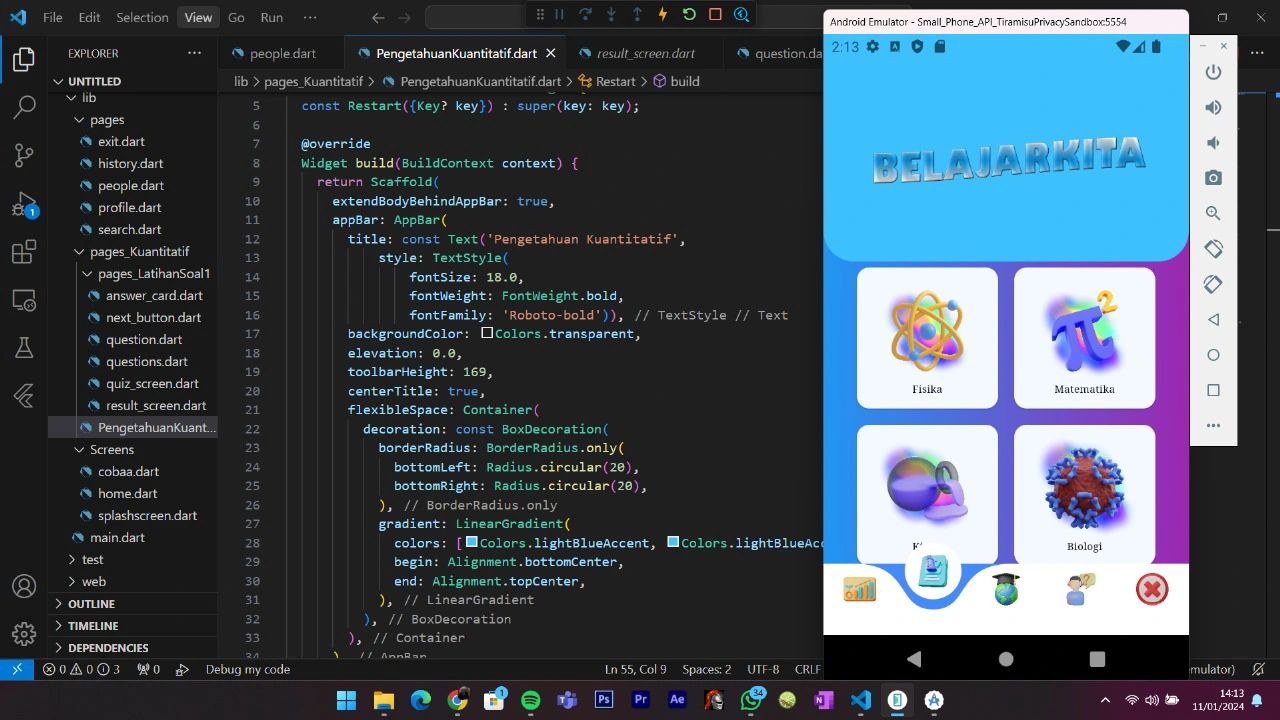 File Edit Selection View Go Run ···
Android Emulator - Small_Phone_API_TiramisuPrivacySandbox:5554
EXPLORER
people.dart PengetahuanKuantitatif.dart result_screen.dart question.da
lib > pages_Kuantitatif > PengetahuanKuantitatif.dart > Restart > build
UNTITLED
lib
pages
exit.dart
history.dart
people.dart
profile.dart
search.dart
pages_Kuantitatif
pages_LatihanSoal1
answer_card.dart
next_button.dart
question.dart
questions.dart
quiz_screen.dart
result_screen.dart
PengetahuanKuant...
Screens
cobaa.dart
home.dart
splashscreen.dart
main.dart
test
web
OUTLINE
TIMELINE
DEPENDENCIES
1
5 const Restart({Key? key}) : super(key: key);
6
7 @override
8 Widget build(BuildContext context) {
9 return Scaffold(
10 extendBodyBehindAppBar: true,
11 appBar: AppBar(
12 title: const Text('Pengetahuan Kuantitatif',
13 style: TextStyle(
14 fontSize: 18.0,
15 fontWeight: FontWeight.bold,
16 fontFamily: 'Roboto-bold')), // TextStyle // Text
17 backgroundColor: Colors.transparent,
18 elevation: 0.0,
19 toolbarHeight: 169,
20 centerTitle: true,
21 flexibleSpace: Container(
22 decoration: const BoxDecoration(
23 borderRadius: BorderRadius.only(
24 bottomLeft: Radius.circular(20),
25 bottomRight: Radius.circular(20),
26 ), // BorderRadius.only
27 gradient: LinearGradient(
28 colors: [Colors.lightBlueAccent, Colors.lightBlueAcc
29 begin: Alignment.bottomCenter,
30 end: Alignment.topCenter,
31 ), // LinearGradient
32 ), // BoxDecoration
33 ), // Container
34 ), // AppBar
2:13
BELAJARKITA
Fisika Matematika
Biologi
0 0 3 0 Debug my code Ln 55, Col 9 Spaces: 2 UTF-8 CRLF mulator)
1 34
14:13
11/01/2024